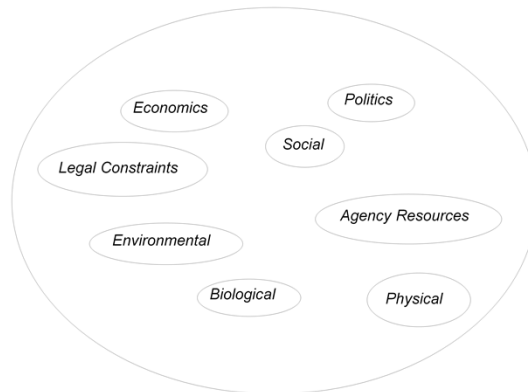 Politics
Economics
Social
Legal Constraints
Agency Resources
Environmental
Biological
Physical